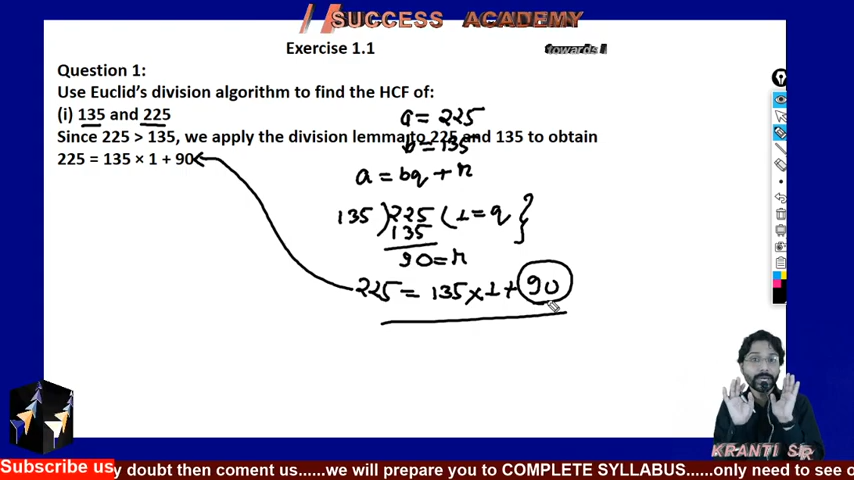 SUCCESS ACADEMY
Exercise 1.1
towards
Question 1:
Use Euclid's division algorithm to find the HCF of:
(i) 135 and 225
a = 225
Since 225 > 135, we apply the division lemma to 225 and 135 to obtain
b = 135
225 = 135 × 1 + 90
a = bq + r
135 ) 225 ( 1 = q }
135
90 = r
225 = 135 × 1 + 90
KRANTI SR
Subscribe us
y doubt then coment us......we will prepare you to COMPLETE SYLLABUS......only need to see o